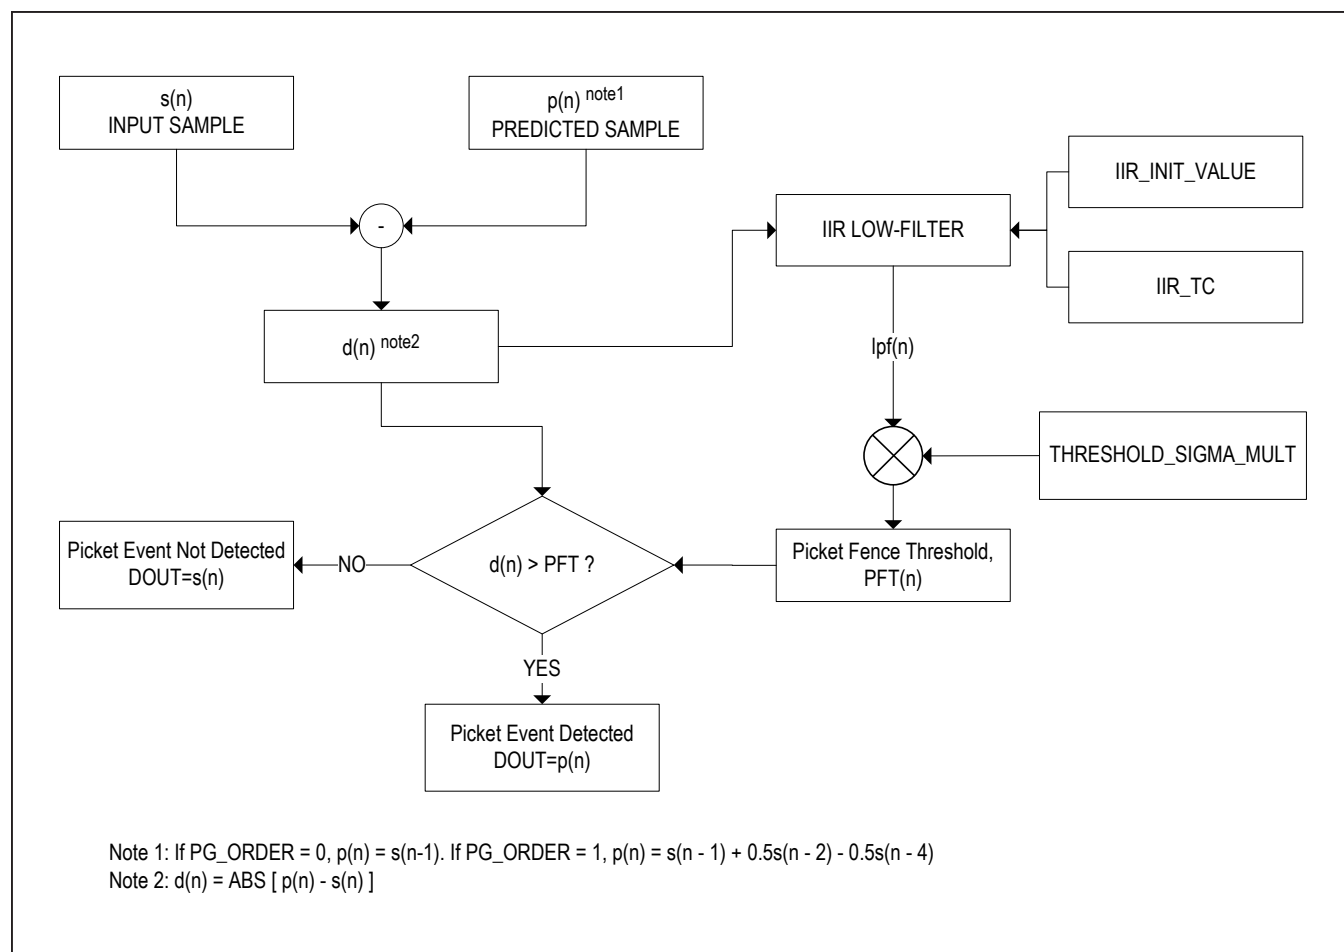 s(n)
INPUT SAMPLE
p(n) note1
PREDICTED SAMPLE
-
IIR_INIT_VALUE
IIR LOW-FILTER
IIR_TC
d(n) note2
lpf(n)
THRESHOLD_SIGMA_MULT
Picket Event Not Detected
DOUT=s(n)
NO
d(n) > PFT ?
Picket Fence Threshold,
PFT(n)
YES
Picket Event Detected
DOUT=p(n)
Note 1: If PG_ORDER = 0, p(n) = s(n-1). If PG_ORDER = 1, p(n) = s(n - 1) + 0.5s(n - 2) - 0.5s(n - 4)
Note 2: d(n) = ABS [ p(n) - s(n) ]